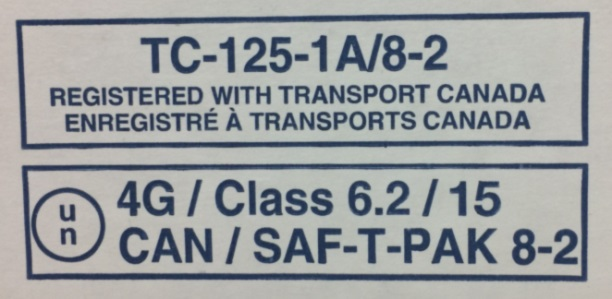 TC-125-1A/8-2
REGISTERED WITH TRANSPORT CANADA
ENREGISTRÉ À TRANSPORTS CANADA
un 4G / Class 6.2 / 15
CAN / SAF-T-PAK 8-2